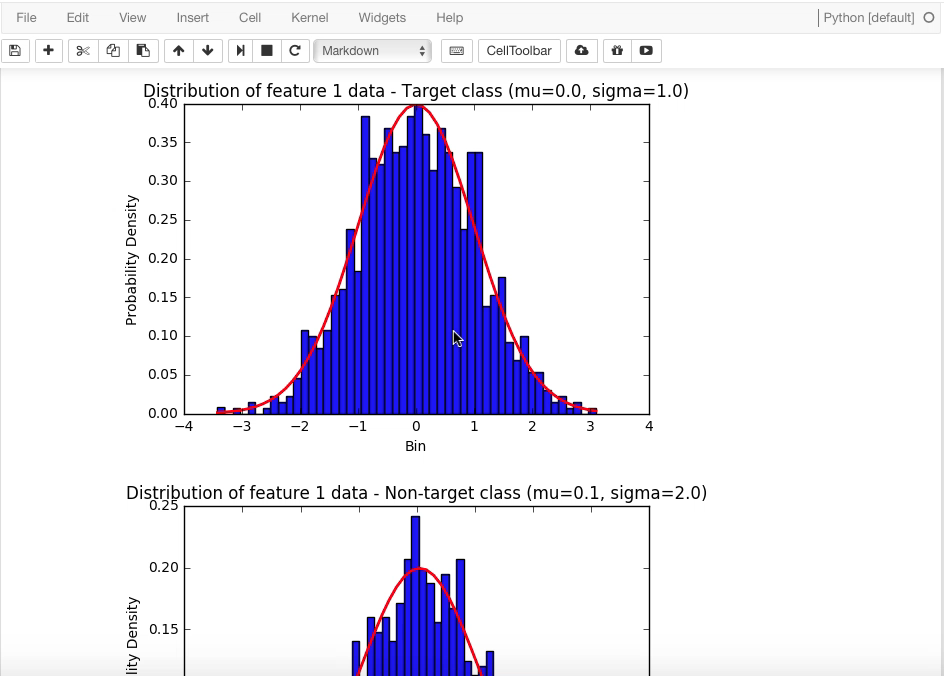 File Edit View Insert Cell Kernel Widgets Help Python [default]
Markdown CellToolbar
Distribution of feature 1 data - Target class (mu=0.0, sigma=1.0)
0.40
0.35
0.30
0.25
0.20
0.15
0.10
0.05
0.00
Probability Density
−4 −3 −2 −1 0 1 2 3 4
Bin
Distribution of feature 1 data - Non-target class (mu=0.1, sigma=2.0)
0.25
0.20
0.15
lity Density